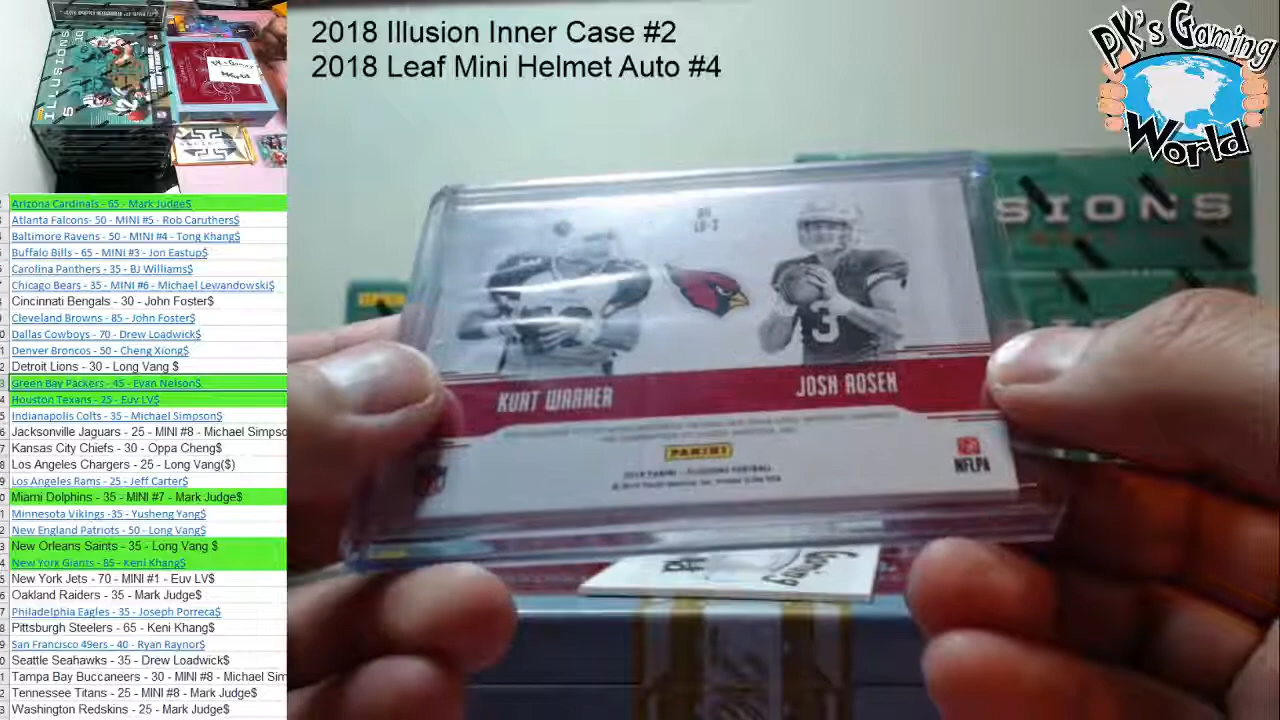 2018 Illusion Inner Case #2
2018 Leaf Mini Helmet Auto #4
PK's Gaming
World
ILLUSIONS
Arizona Cardinals - 65 - Mark Judge$
Atlanta Falcons- 50 - MINI #5 - Rob Caruthers$
Baltimore Ravens - 50 - MINI #4 - Tong Khang$
Buffalo Bills - 65 - MINI #3 - Jon Eastup$
Carolina Panthers - 35 - BJ Williams$
Chicago Bears - 35 - MINI #6 - Michael Lewandowski$
Cincinnati Bengals - 30 - John Foster$
Cleveland Browns - 85 - John Foster$
Dallas Cowboys - 70 - Drew Loadwick$
Denver Broncos - 50 - Cheng Xiong$
Detroit Lions - 30 - Long Vang $
Green Bay Packers - 45 - Evan Nelson$
Houston Texans - 25 - Euv LV$
Indianapolis Colts - 35 - Michael Simpson$
Jacksonville Jaguars - 25 - MINI #8 - Michael Simpso
Kansas City Chiefs - 30 - Oppa Cheng$
Los Angeles Chargers - 25 - Long Vang($)
Los Angeles Rams - 25 - Jeff Carter$
Miami Dolphins - 35 - MINI #7 - Mark Judge$
Minnesota Vikings -35 - Yusheng Yang$
New England Patriots - 50 - Long Vang$
New Orleans Saints - 35 - Long Vang $
New York Giants - 85 - Keni Khang$
New York Jets - 70 - MINI #1 - Euv LV$
Oakland Raiders - 35 - Mark Judge$
Philadelphia Eagles - 35 - Joseph Porreca$
Pittsburgh Steelers - 65 - Keni Khang$
San Francisco 49ers - 40 - Ryan Raynor$
Seattle Seahawks - 35 - Drew Loadwick$
Tampa Bay Buccaneers - 30 - MINI #8 - Michael Sim
Tennessee Titans - 25 - MINI #8 - Mark Judge$
Washington Redskins - 25 - Mark Judge$
SIONS
3
KURT WARNER
JOSH ROSEN
PANINI
NFLPA
Gaming